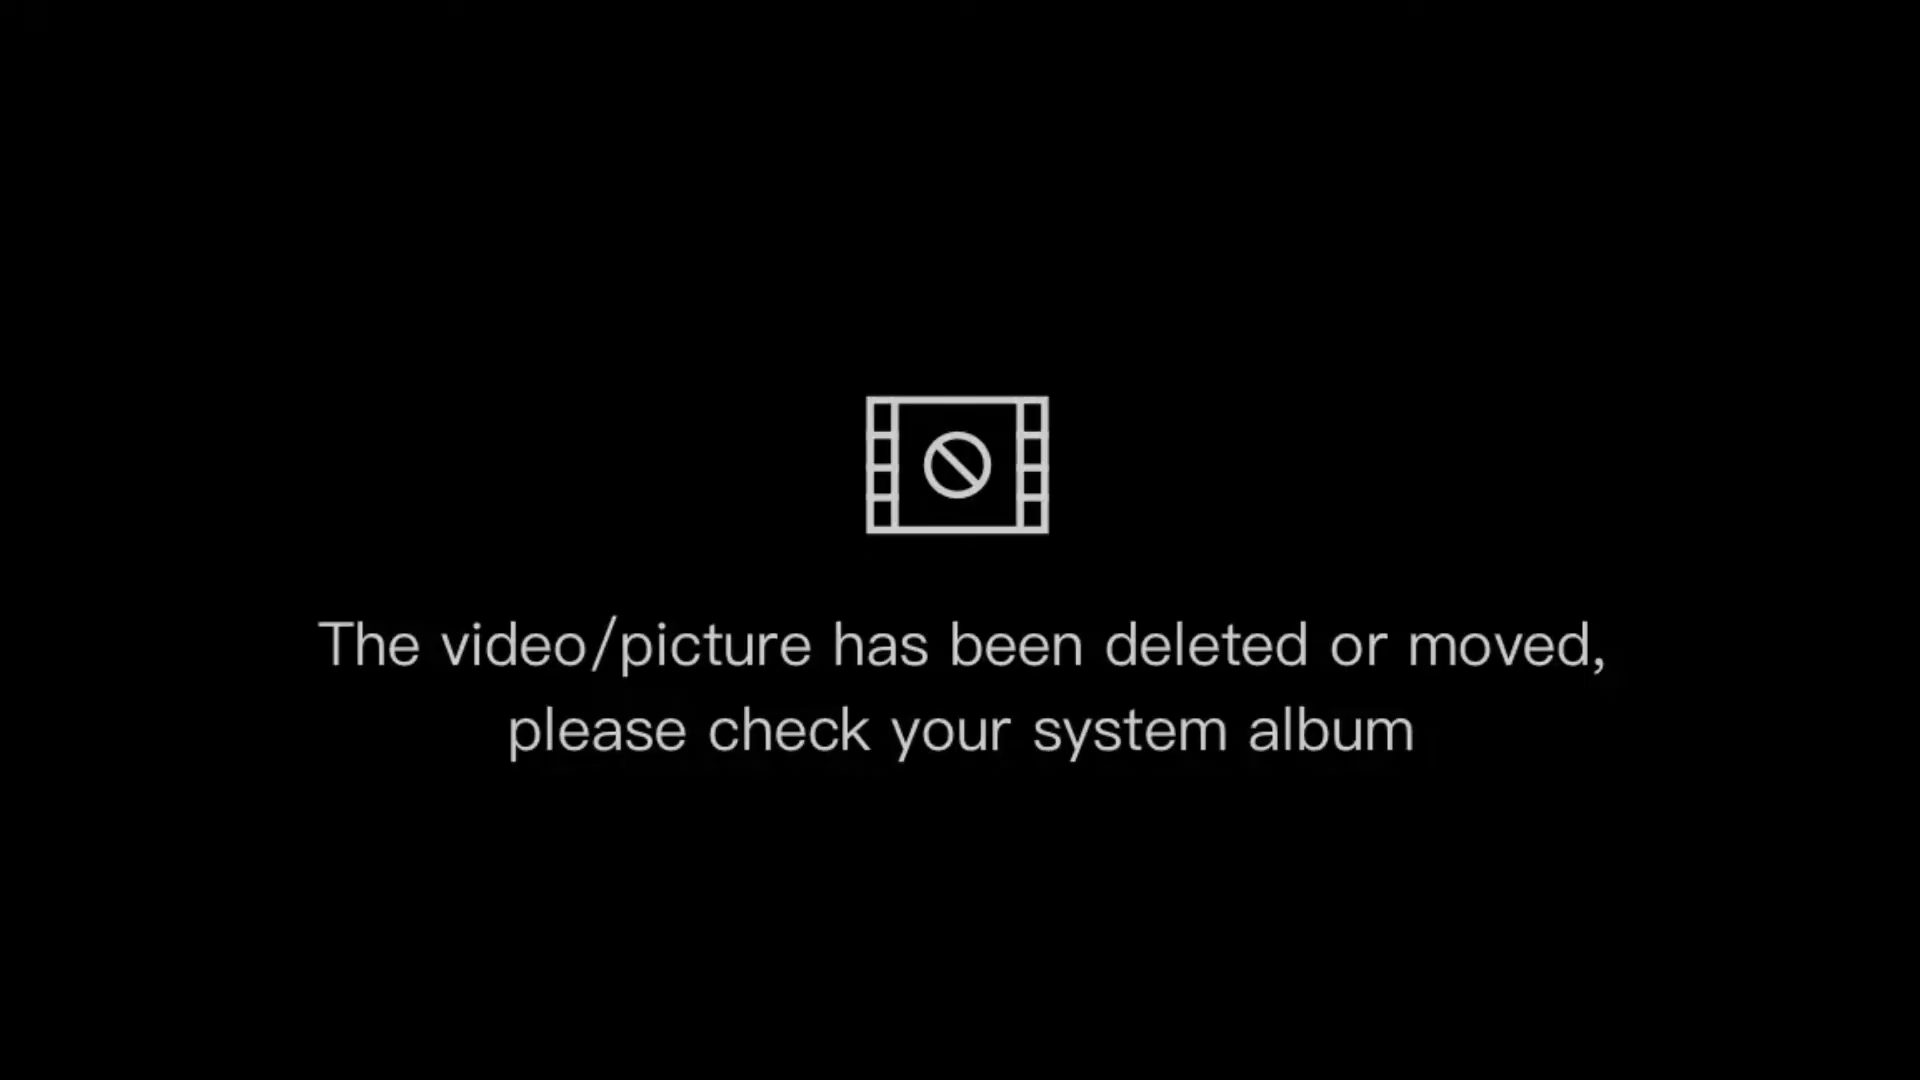 The video/picture has been deleted or moved,
please check your system album